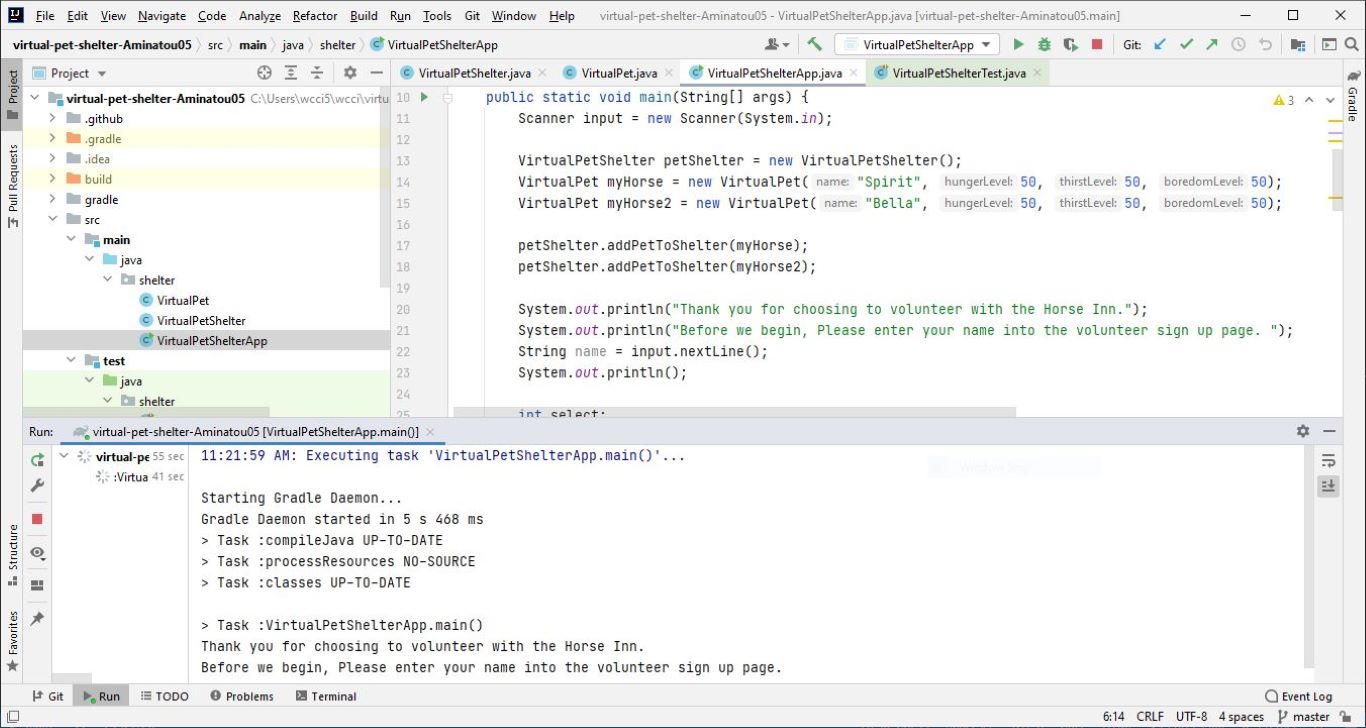 File Edit View Navigate Code Analyze Refactor Build Run Tools Git Window Help virtual-pet-shelter-Aminatou05 - VirtualPetShelterApp.java [virtual-pet-shelter-Aminatou05.main]
virtual-pet-shelter-Aminatou05 src main java shelter VirtualPetShelterApp VirtualPetShelterApp Git:
Project VirtualPetShelter.java VirtualPet.java VirtualPetShelterApp.java VirtualPetShelterTest.java
Project
Pull Requests
Structure
Favorites
Gradle
virtual-pet-shelter-Aminatou05 C:\Users\wcci5\wcci\virtu
.github
.gradle
.idea
build
gradle
src
main
java
shelter
VirtualPet
VirtualPetShelter
VirtualPetShelterApp
test
java
shelter
3
10 public static void main(String[] args) {
11 Scanner input = new Scanner(System.in);
12
13 VirtualPetShelter petShelter = new VirtualPetShelter();
14 VirtualPet myHorse = new VirtualPet( name: "Spirit", hungerLevel: 50, thirstLevel: 50, boredomLevel: 50);
15 VirtualPet myHorse2 = new VirtualPet( name: "Bella", hungerLevel: 50, thirstLevel: 50, boredomLevel: 50);
16
17 petShelter.addPetToShelter(myHorse);
18 petShelter.addPetToShelter(myHorse2);
19
20 System.out.println("Thank you for choosing to volunteer with the Horse Inn.");
21 System.out.println("Before we begin, Please enter your name into the volunteer sign up page. ");
22 String name = input.nextLine();
23 System.out.println();
24
25 int select;
Run: virtual-pet-shelter-Aminatou05 [VirtualPetShelterApp.main()]
virtual-pe 55 sec
:Virtua 41 sec
11:21:59 AM: Executing task 'VirtualPetShelterApp.main()'...
Starting Gradle Daemon...
Gradle Daemon started in 5 s 468 ms
> Task :compileJava UP-TO-DATE
> Task :processResources NO-SOURCE
> Task :classes UP-TO-DATE
> Task :VirtualPetShelterApp.main()
Thank you for choosing to volunteer with the Horse Inn.
Before we begin, Please enter your name into the volunteer sign up page.
Git Run TODO Problems Terminal Event Log
6:14 CRLF UTF-8 4 spaces master